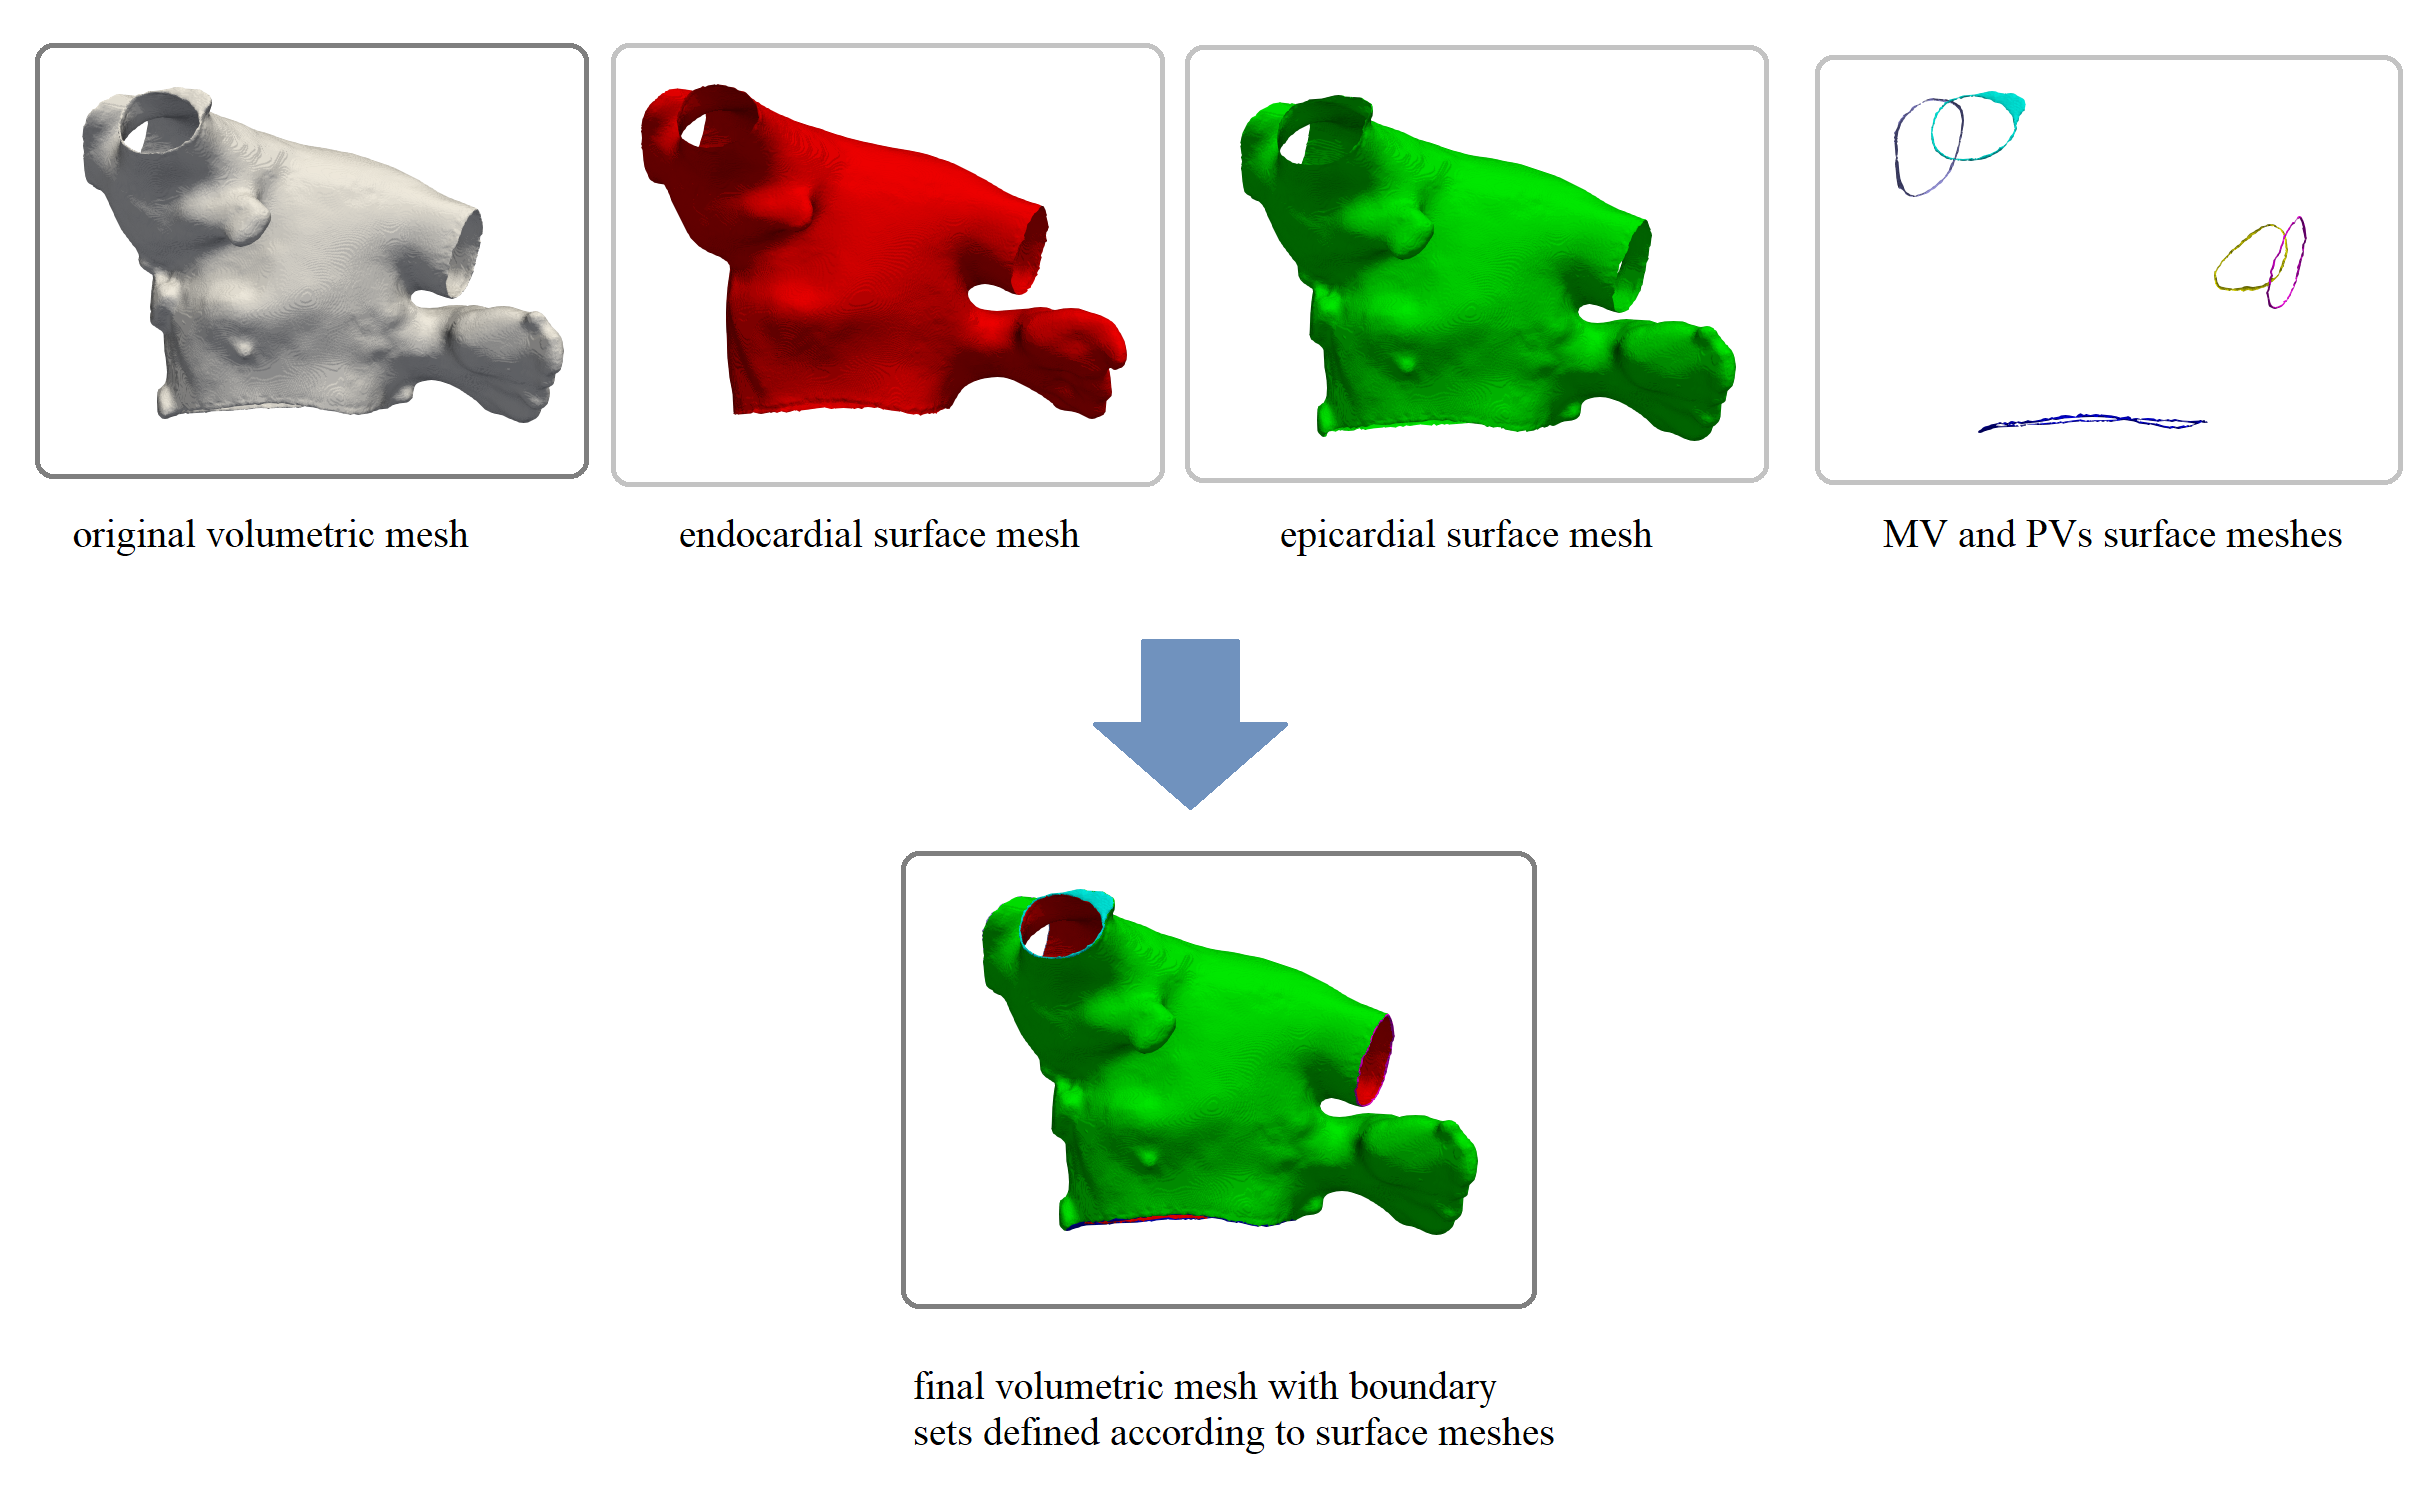 original volumetric mesh
endocardial surface mesh
epicardial surface mesh
MV and PVs surface meshes
final volumetric mesh with boundary
sets defined according to surface meshes